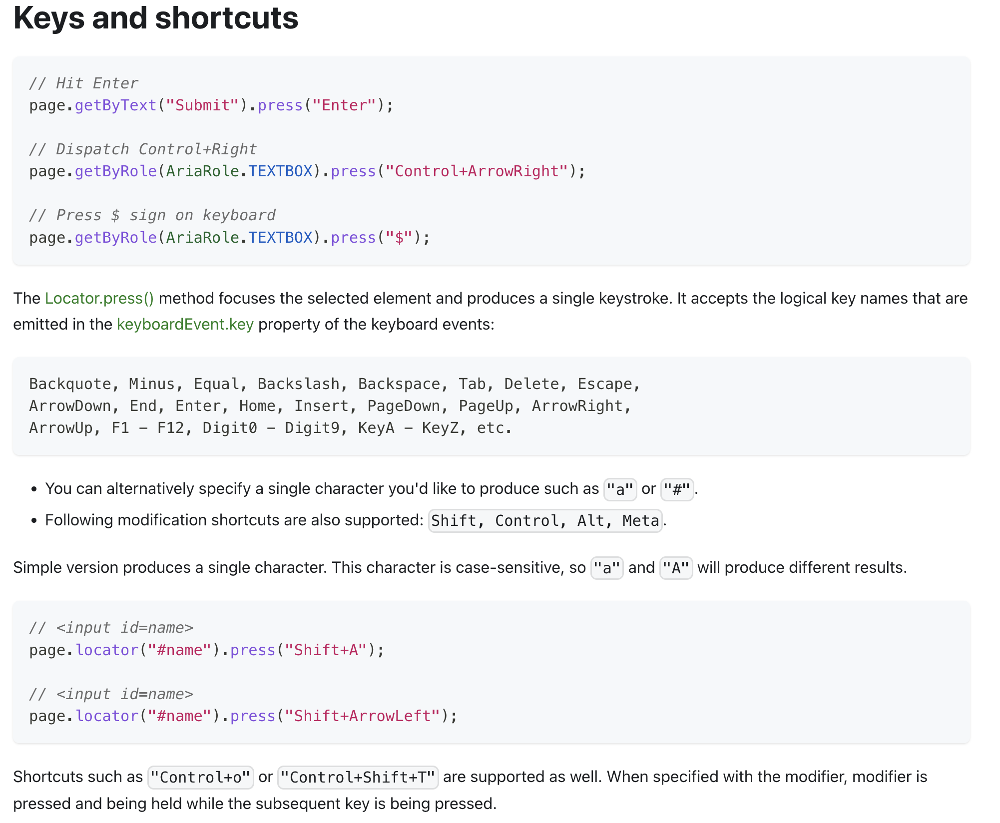 Keys and shortcuts
// Hit Enter
page.getByText("Submit").press("Enter");
// Dispatch Control+Right
page.getByRole(AriaRole.TEXTBOX).press("Control+ArrowRight");
// Press $ sign on keyboard
page.getByRole(AriaRole.TEXTBOX).press("$");
The Locator.press() method focuses the selected element and produces a single keystroke. It accepts the logical key names that are
emitted in the keyboardEvent.key property of the keyboard events:
Backquote, Minus, Equal, Backslash, Backspace, Tab, Delete, Escape,
ArrowDown, End, Enter, Home, Insert, PageDown, PageUp, ArrowRight,
ArrowUp, F1 - F12, Digit0 - Digit9, KeyA - KeyZ, etc.
• You can alternatively specify a single character you'd like to produce such as "a" or "#".
• Following modification shortcuts are also supported: Shift, Control, Alt, Meta.
Simple version produces a single character. This character is case-sensitive, so "a" and "A" will produce different results.
// <input id=name>
page.locator("#name").press("Shift+A");
// <input id=name>
page.locator("#name").press("Shift+ArrowLeft");
Shortcuts such as "Control+o" or "Control+Shift+T" are supported as well. When specified with the modifier, modifier is
pressed and being held while the subsequent key is being pressed.